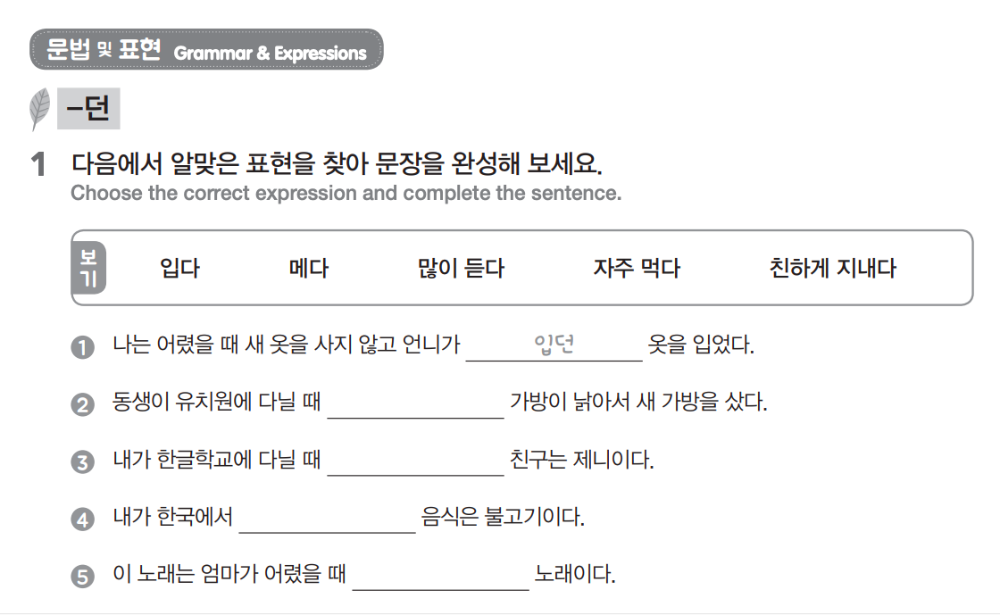 문법 및 표현 Grammar & Expressions
-던
1 다음에서 알맞은 표현을 찾아 문장을 완성해 보세요.
Choose the correct expression and complete the sentence.
보기 입다 메다 많이 듣다 자주 먹다 친하게 지내다
① 나는 어렸을 때 새 옷을 사지 않고 언니가 입던 옷을 입었다.
② 동생이 유치원에 다닐 때 ____________ 가방이 낡아서 새 가방을 샀다.
③ 내가 한글학교에 다닐 때 ____________ 친구는 제니이다.
④ 내가 한국에서 ____________ 음식은 불고기이다.
⑤ 이 노래는 엄마가 어렸을 때 ____________ 노래이다.